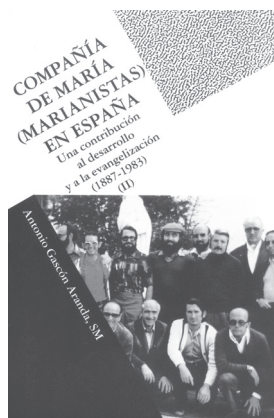 COMPAÑÍA
DE MARÍA
(MARIANISTAS)
EN ESPAÑA
Una contribución
al desarrollo
y a la evangelización
(1887-1983)
(II)
Antonio Gascón Aranda, SM